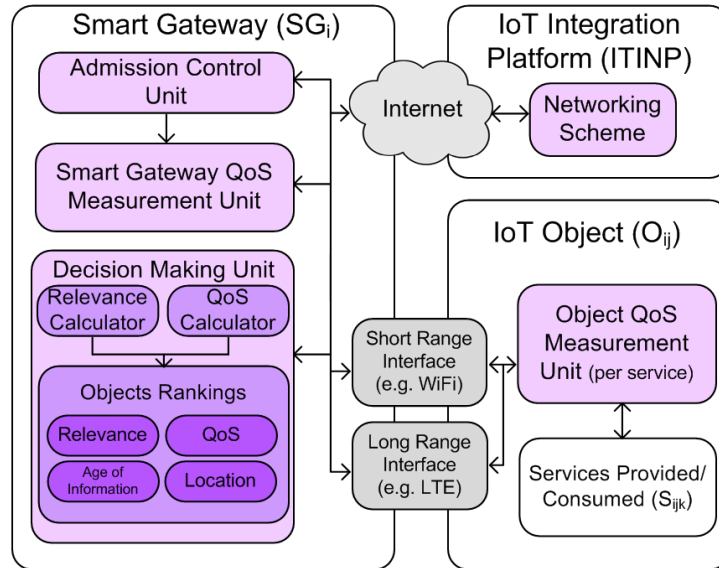 Smart Gateway (SGi)
Admission Control
Unit
Smart Gateway QoS
Measurement Unit
Decision Making Unit
Relevance
Calculator
QoS
Calculator
Objects Rankings
Relevance
QoS
Age of
Information
Location
Internet
Short Range
Interface
(e.g. WiFi)
Long Range
Interface
(e.g. LTE)
IoT Integration
Platform (ITINP)
Networking
Scheme
IoT Object (Oij)
Object QoS
Measurement
Unit (per service)
Services Provided/
Consumed (Sijk)